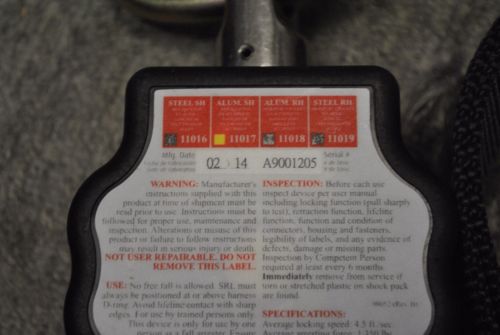 STEEL SH ALUM. SH ALUM. RH STEEL RH
11016 11017 11018 11019
Mfg. Date 02 14 A9001205 Serial #
WARNING: Manufacturer's
instructions supplied with this
product at time of shipment must be
read prior to use. Instructions must be
followed for proper use, maintenance and
inspection. Alterations or misuse of this
product or failure to follow instructions
may result in serious injury or death.
NOT USER REPAIRABLE. DO NOT
REMOVE THIS LABEL.
USE: No free fall is allowed. SRL must
always be positioned at or above harness
D-ring. Avoid lifeline contact with sharp
edges. For use by trained persons only.
This device is only for use by one
INSPECTION: Before each use
inspect device per user manual
including locking function (pull sharply
to test), retraction function, lifeline
function, function and condition of
connectors, housing and fasteners,
legibility of labels, and any evidence of
defects, damage or missing parts.
Inspection by Competent Person
required at least every 6 months.
Immediately remove from service if
torn or stretched plastic on shock pack
are found.
SPECIFICATIONS:
Average locking speed: 4.5 ft./sec.